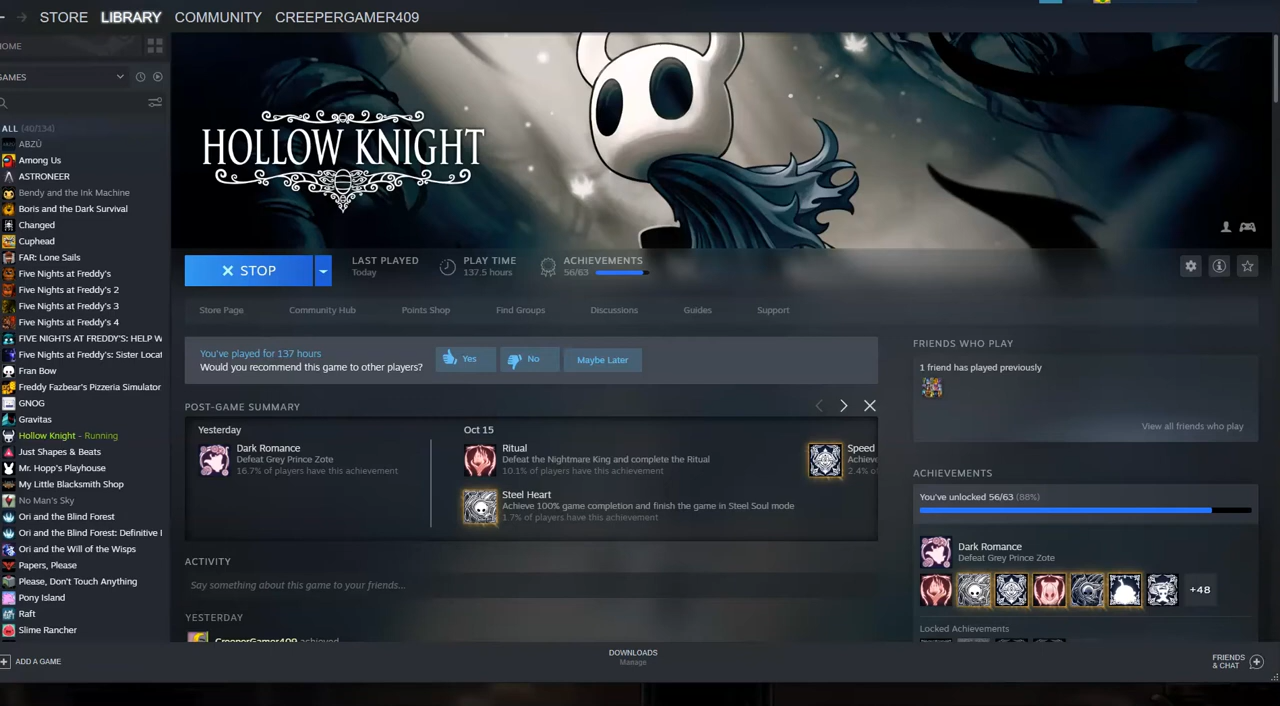 STORE LIBRARY COMMUNITY CREEPERGAMER409
HOME
GAMES
ALL (40/134)
ABZÛ
Among Us
ASTRONEER
Bendy and the Ink Machine
Boris and the Dark Survival
Changed
Cuphead
FAR: Lone Sails
Five Nights at Freddy's
Five Nights at Freddy's 2
Five Nights at Freddy's 3
Five Nights at Freddy's 4
FIVE NIGHTS AT FREDDY'S: HELP W
Five Nights at Freddy's: Sister Locat
Fran Bow
Freddy Fazbear's Pizzeria Simulator
GNOG
Gravitas
Hollow Knight - Running
Just Shapes & Beats
Mr. Hopp's Playhouse
My Little Blacksmith Shop
No Man's Sky
Ori and the Blind Forest
Ori and the Blind Forest: Definitive I
Ori and the Will of the Wisps
Papers, Please
Please, Don't Touch Anything
Pony Island
Raft
Slime Rancher
ADD A GAME
HOLLOW KNIGHT
STOP
LAST PLAYED
Today
PLAY TIME
137.5 hours
ACHIEVEMENTS
56/63
Store Page Community Hub Points Shop Find Groups Discussions Guides Support
You've played for 137 hours
Would you recommend this game to other players?
Yes No Maybe Later
POST-GAME SUMMARY
Yesterday
Dark Romance
Defeat Grey Prince Zote
16.7% of players have this achievement
Oct 15
Ritual
Defeat the Nightmare King and complete the Ritual
10.1% of players have this achievement
Steel Heart
Achieve 100% game completion and finish the game in Steel Soul mode
1.7% of players have this achievement
Speed
Achieve
2.4% of
ACTIVITY
Say something about this game to your friends...
YESTERDAY
CreeperGamer409 achieved
FRIENDS WHO PLAY
1 friend has played previously
View all friends who play
ACHIEVEMENTS
You've unlocked 56/63 (88%)
Dark Romance
Defeat Grey Prince Zote
+48
Locked Achievements
DOWNLOADS
Manage
FRIENDS
& CHAT